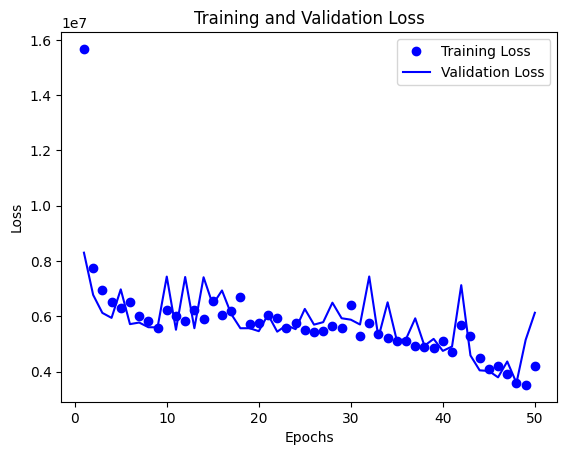 Training and Validation Loss
1e7
Training Loss
Validation Loss
1.6
1.4
1.2
1.0
0.8
0.6
0.4
Loss
0 10 20 30 40 50
Epochs